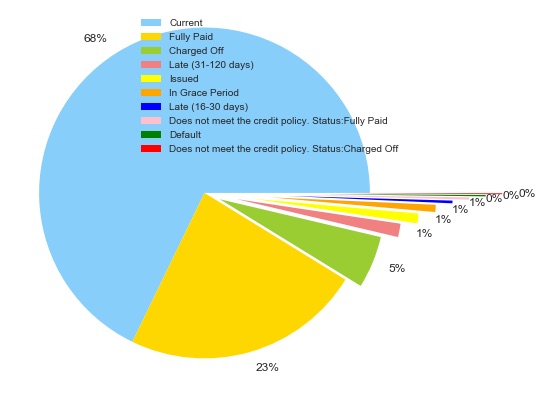 Current
Fully Paid
Charged Off
Late (31-120 days)
Issued
In Grace Period
Late (16-30 days)
Does not meet the credit policy. Status:Fully Paid
Default
Does not meet the credit policy. Status:Charged Off
68%
23%
5%
1%
1%
1%
1%
0%
0%
0%